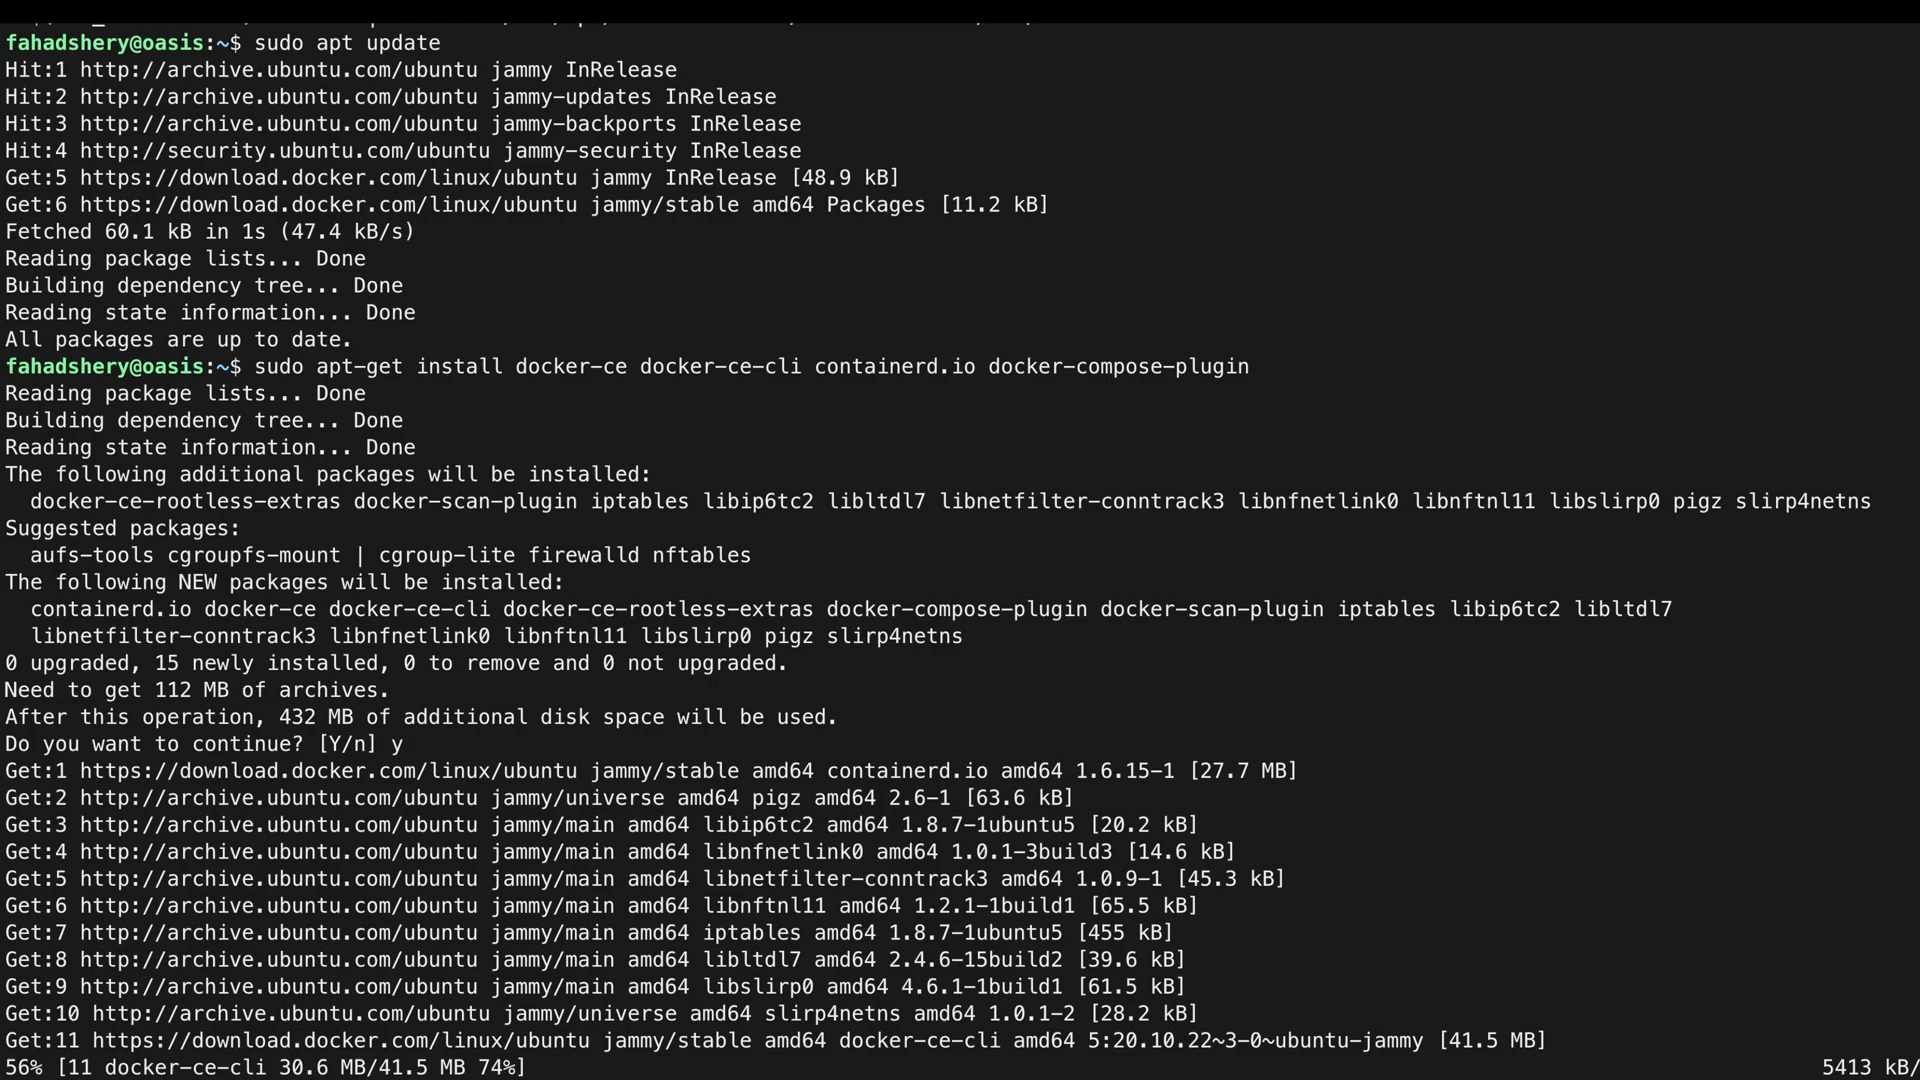 fahadshery@oasis:~$ sudo apt update
Hit:1 http://archive.ubuntu.com/ubuntu jammy InRelease
Hit:2 http://archive.ubuntu.com/ubuntu jammy-updates InRelease
Hit:3 http://archive.ubuntu.com/ubuntu jammy-backports InRelease
Hit:4 http://security.ubuntu.com/ubuntu jammy-security InRelease
Get:5 https://download.docker.com/linux/ubuntu jammy InRelease [48.9 kB]
Get:6 https://download.docker.com/linux/ubuntu jammy/stable amd64 Packages [11.2 kB]
Fetched 60.1 kB in 1s (47.4 kB/s)
Reading package lists... Done
Building dependency tree... Done
Reading state information... Done
All packages are up to date.
fahadshery@oasis:~$ sudo apt-get install docker-ce docker-ce-cli containerd.io docker-compose-plugin
Reading package lists... Done
Building dependency tree... Done
Reading state information... Done
The following additional packages will be installed:
  docker-ce-rootless-extras docker-scan-plugin iptables libip6tc2 libltdl7 libnetfilter-conntrack3 libnfnetlink0 libnftnl11 libslirp0 pigz slirp4netns
Suggested packages:
  aufs-tools cgroupfs-mount | cgroup-lite firewalld nftables
The following NEW packages will be installed:
  containerd.io docker-ce docker-ce-cli docker-ce-rootless-extras docker-compose-plugin docker-scan-plugin iptables libip6tc2 libltdl7
  libnetfilter-conntrack3 libnfnetlink0 libnftnl11 libslirp0 pigz slirp4netns
0 upgraded, 15 newly installed, 0 to remove and 0 not upgraded.
Need to get 112 MB of archives.
After this operation, 432 MB of additional disk space will be used.
Do you want to continue? [Y/n] y
Get:1 https://download.docker.com/linux/ubuntu jammy/stable amd64 containerd.io amd64 1.6.15-1 [27.7 MB]
Get:2 http://archive.ubuntu.com/ubuntu jammy/universe amd64 pigz amd64 2.6-1 [63.6 kB]
Get:3 http://archive.ubuntu.com/ubuntu jammy/main amd64 libip6tc2 amd64 1.8.7-1ubuntu5 [20.2 kB]
Get:4 http://archive.ubuntu.com/ubuntu jammy/main amd64 libnfnetlink0 amd64 1.0.1-3build3 [14.6 kB]
Get:5 http://archive.ubuntu.com/ubuntu jammy/main amd64 libnetfilter-conntrack3 amd64 1.0.9-1 [45.3 kB]
Get:6 http://archive.ubuntu.com/ubuntu jammy/main amd64 libnftnl11 amd64 1.2.1-1build1 [65.5 kB]
Get:7 http://archive.ubuntu.com/ubuntu jammy/main amd64 iptables amd64 1.8.7-1ubuntu5 [455 kB]
Get:8 http://archive.ubuntu.com/ubuntu jammy/main amd64 libltdl7 amd64 2.4.6-15build2 [39.6 kB]
Get:9 http://archive.ubuntu.com/ubuntu jammy/main amd64 libslirp0 amd64 4.6.1-1build1 [61.5 kB]
Get:10 http://archive.ubuntu.com/ubuntu jammy/universe amd64 slirp4netns amd64 1.0.1-2 [28.2 kB]
Get:11 https://download.docker.com/linux/ubuntu jammy/stable amd64 docker-ce-cli amd64 5:20.10.22~3-0~ubuntu-jammy [41.5 MB]
56% [11 docker-ce-cli 30.6 MB/41.5 MB 74%] 5413 kB/